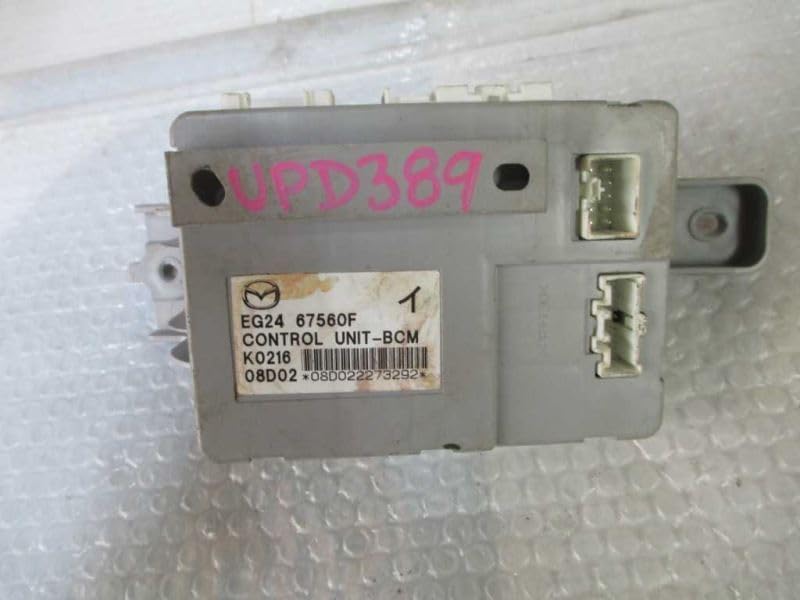 UPD389
イ
EG24 67560F
CONTROL UNIT-BCM
K0216
08D02 *08D022273292*